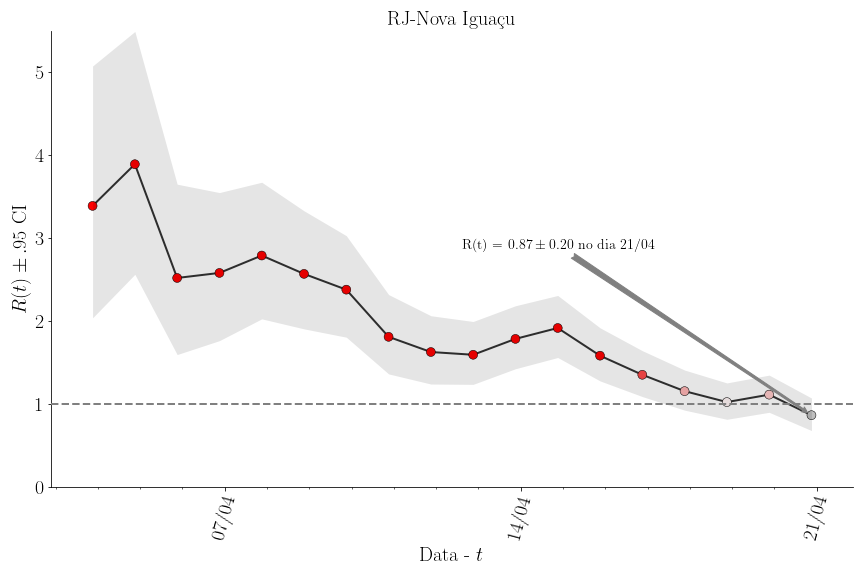 RJ-Nova Iguaçu
R(t) ± .95 CI
5
4
3
2
1
0
R(t) = 0.87 ± 0.20 no dia 21/04
07/04
14/04
21/04
Data - t